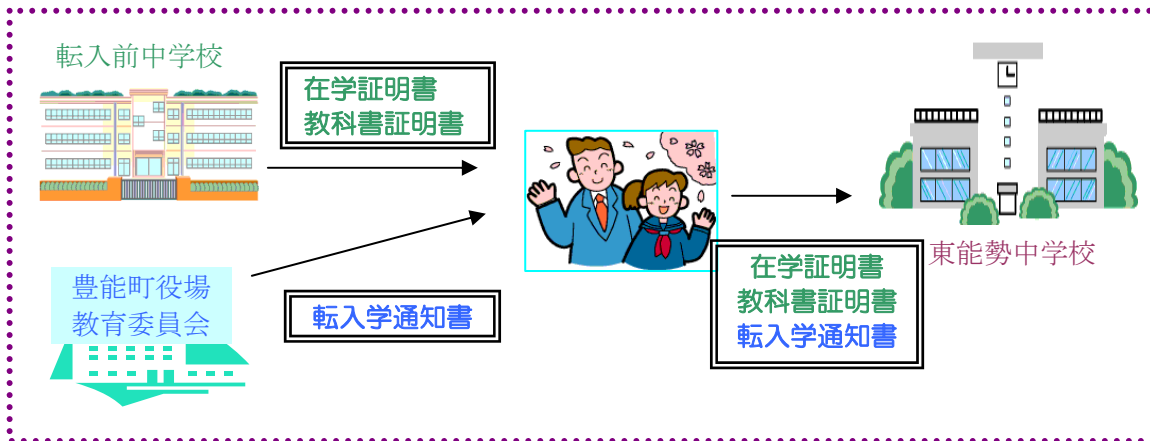 転入前中学校
在学証明書
教科書証明書
豊能町役場
教育委員会
転入学通知書
東能勢中学校
在学証明書
教科書証明書
転入学通知書